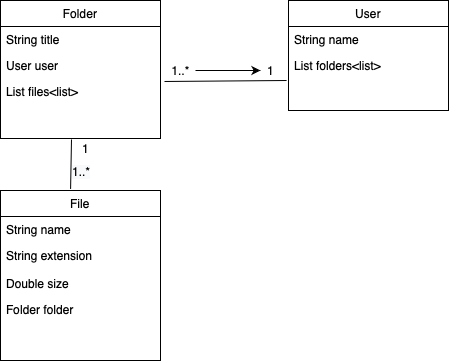 Folder
String title
User user
List files<list>
1..*
1
User
String name
List folders<list>
1
1..*
File
String name
String extension
Double size
Folder folder